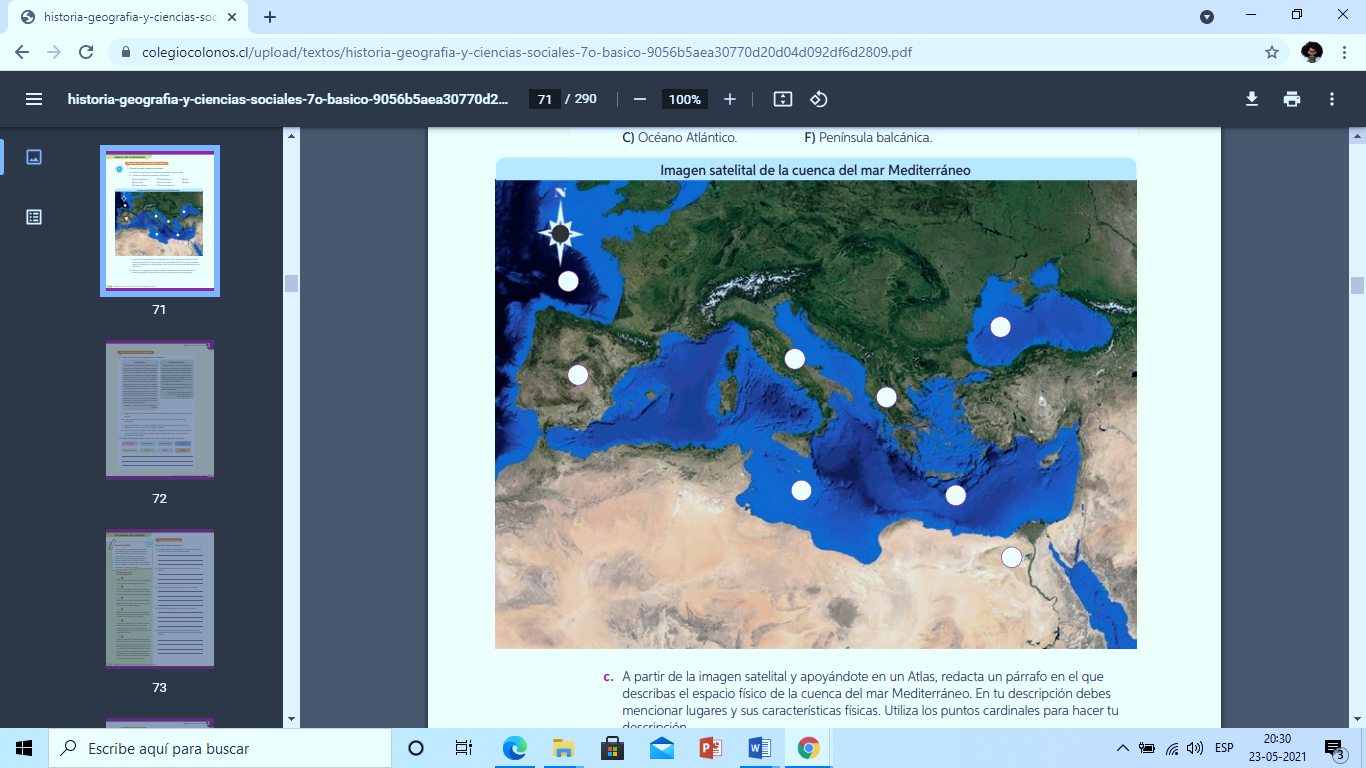 historia-geografia-y-ciencias-soc
colegiocolonos.cl/upload/textos/historia-geografia-y-ciencias-sociales-7o-basico-9056b5aea30770d20d04d092df6d2809.pdf
historia-geografia-y-ciencias-sociales-7o-basico-9056b5aea30770d2...
71 / 290
100%
C) Océano Atlántico. F) Península balcánica.
Imagen satelital de la cuenca del mar Mediterráneo
N
71
72
73
c. A partir de la imagen satelital y apoyándote en un Atlas, redacta un párrafo en el que
describas el espacio físico de la cuenca del mar Mediterráneo. En tu descripción debes
mencionar lugares y sus características físicas. Utiliza los puntos cardinales para hacer tu
descripción.
Escribe aquí para buscar
ESP
20:30
23-05-2021
3